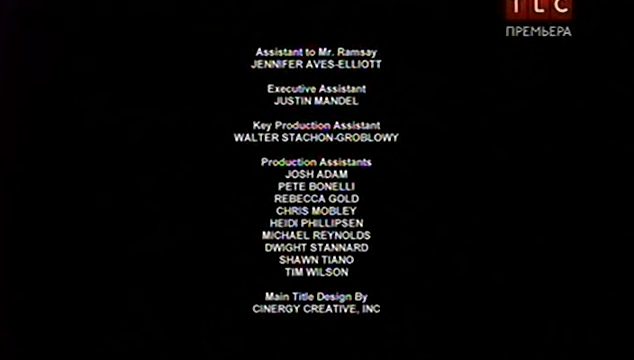 TLC
ПРЕМЬЕРА
Assistant to Mr. Ramsay
JENNIFER AVES-ELLIOTT
Executive Assistant
JUSTIN MANDEL
Key Production Assistant
WALTER STACHON-GROBLOWY
Production Assistants
JOSH ADAM
PETE BONELLI
REBECCA GOLD
CHRIS MOBLEY
HEIDI PHILLIPSEN
MICHAEL REYNOLDS
DWIGHT STANNARD
SHAWN TIANO
TIM WILSON
Main Title Design By
CINERGY CREATIVE, INC